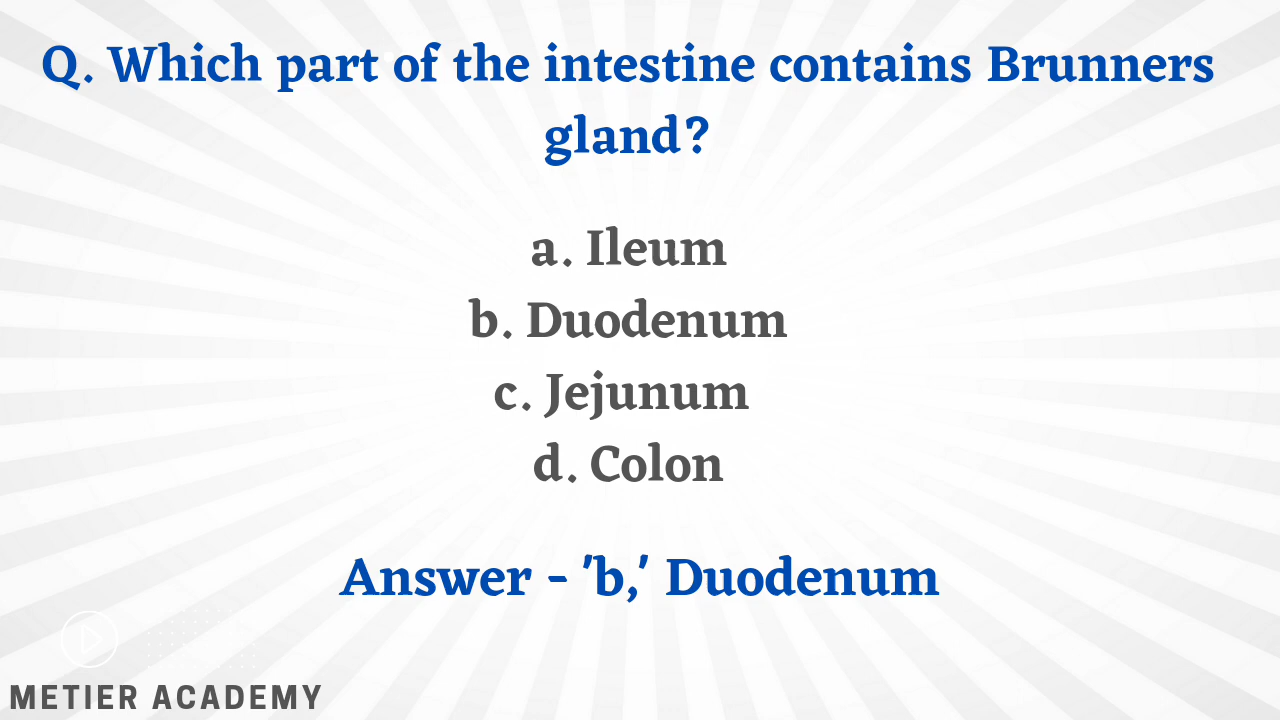 Q. Which part of the intestine contains Brunners
gland?
a. Ileum
b. Duodenum
c. Jejunum
d. Colon
Answer - 'b,' Duodenum
METIER ACADEMY